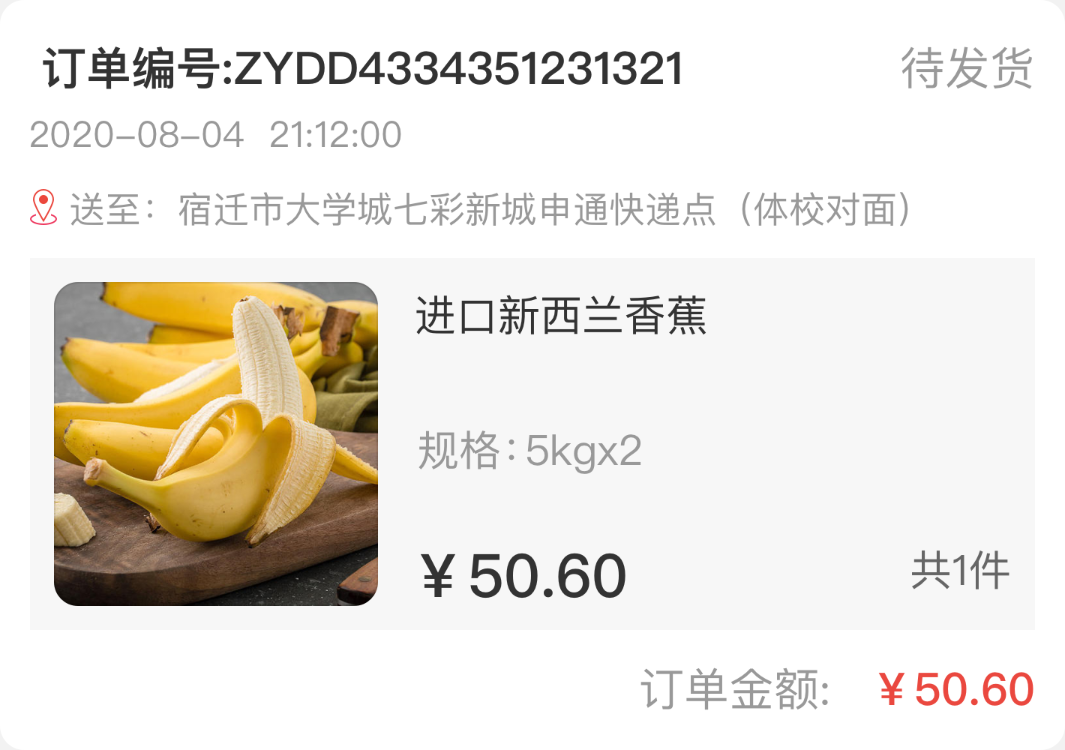 订单编号:ZYDD4334351231321
待发货
2020-08-04 21:12:00
送至：宿迁市大学城七彩新城申通快递点（体校对面）
进口新西兰香蕉
规格：5kgx2
￥50.60
共1件
订单金额: ￥50.60